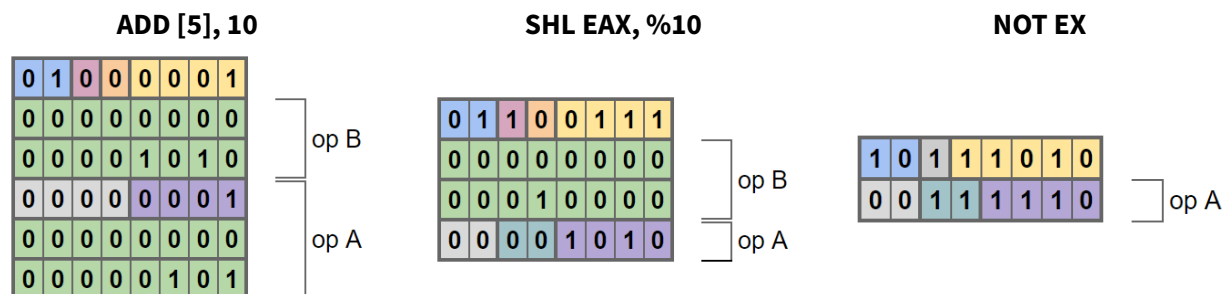 ADD [5], 10
0 1 0 0 0 0 0 1
0 0 0 0 0 0 0 0
0 0 0 0 1 0 1 0
op B
0 0 0 0 0 0 0 1
0 0 0 0 0 0 0 0
0 0 0 0 0 1 0 1
op A
SHL EAX, %10
0 1 1 0 0 1 1 1
0 0 0 0 0 0 0 0
0 0 0 1 0 0 0 0
op B
0 0 0 0 1 0 1 0
op A
NOT EX
1 0 1 1 1 0 1 0
0 0 1 1 1 1 1 0
op A